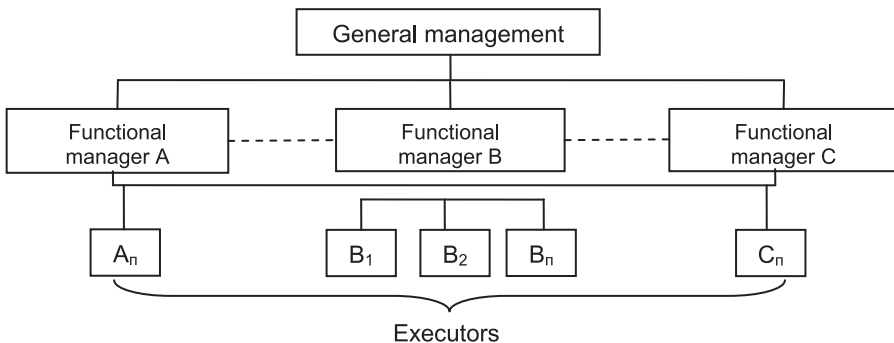 General management
Functional
manager A
Functional
manager B
Functional
manager C
Aп
B1
B2
Bп
Cп
Executors